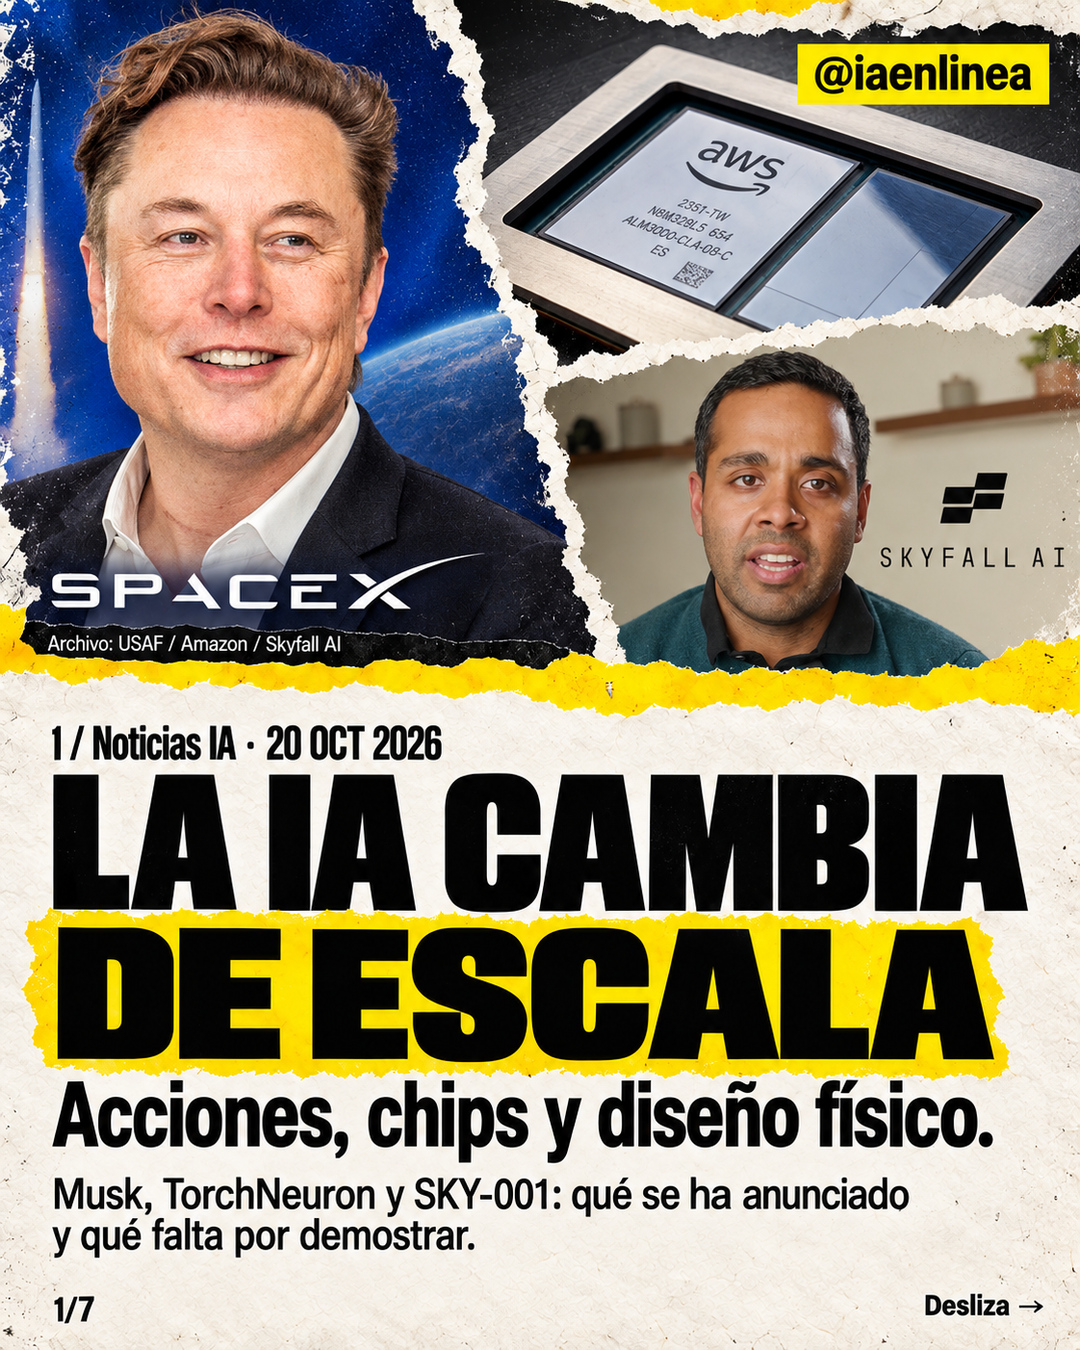 @iaenlinea
aws
2351-TW
N8M329L5 654
ALM3000-CLA-08-C
ES
SKYFALL AI
SPACEX
Archivo: USAF / Amazon / Skyfall AI
1 / Noticias IA · 20 OCT 2026
LA IA CAMBIA
DE ESCALA
Acciones, chips y diseño físico.
Musk, TorchNeuron y SKY-001: qué se ha anunciado
y qué falta por demostrar.
1/7
Desliza →